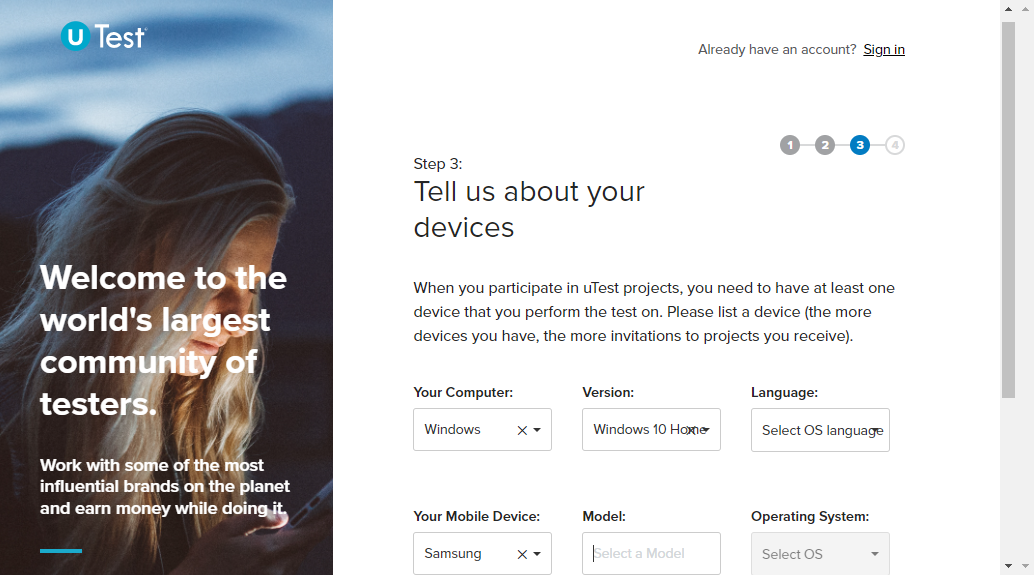 U Test
Already have an account? Sign in
1 2 3 4
Step 3:
Tell us about your
devices
Welcome to the
world's largest
community of
testers.
When you participate in uTest projects, you need to have at least one
device that you perform the test on. Please list a device (the more
devices you have, the more invitations to projects you receive).
Work with some of the most
influential brands on the planet
and earn money while doing it.
Your Computer: Version: Language:
Windows Windows 10 Home Select OS language
Your Mobile Device: Model: Operating System:
Samsung Select a Model Select OS